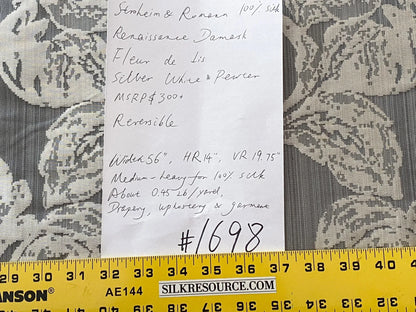 Stroheim & Romann 100% silk
Renaissance Damask
Fleur de Lis
Silber White & Pewter
MSRP $300+
Reversible
Width 56", HR 14", VR 19.75"
Medium-heavy for 100% silk
About 0.45 lb/yard,
Drapery, upholstery & garment
#1698
29 30 31 32 33 34 35 36 37 38 39 40
ANSON® AE144 SILKRESOURCE.COM